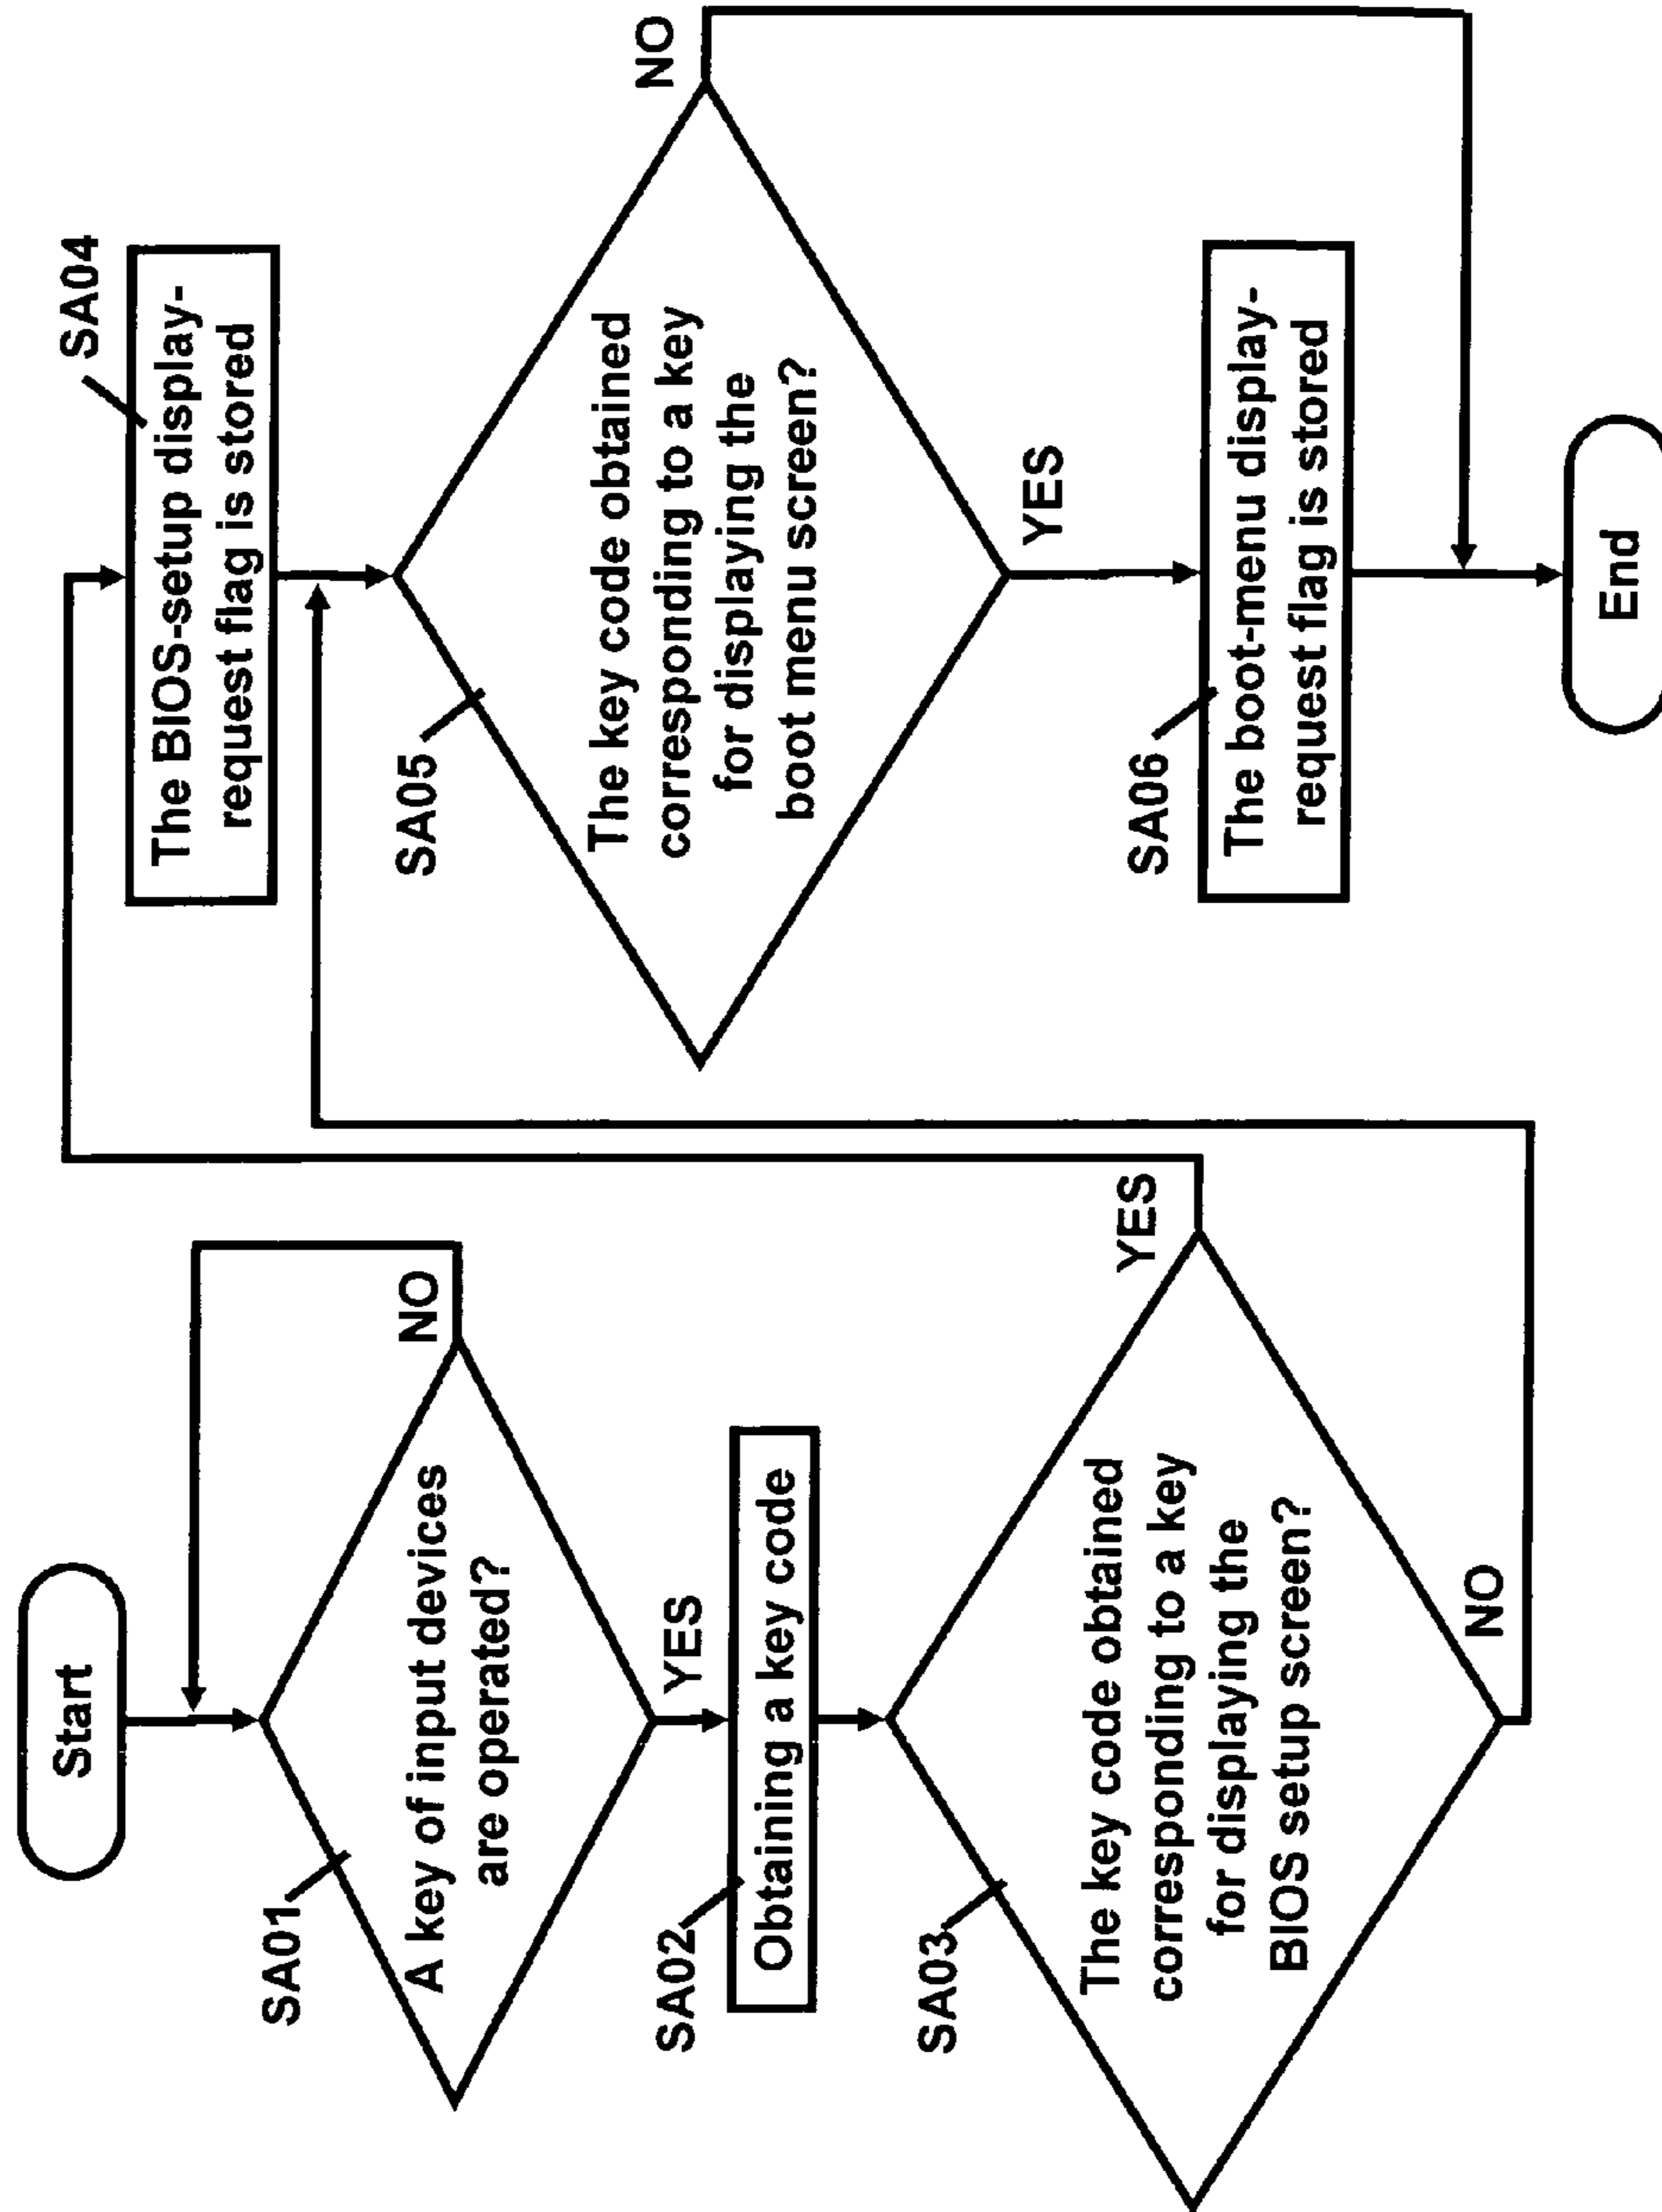 Start
SA01
A key of input devices
are operated?
NO
YES
SA02
Obtaining a key code
SA03
The key code obtained
corresponding to a key
for displaying the
BIOS setup screen?
YES
NO
SA04
The BIOS-setup display-
request flag is stored
SA05
The key code obtained
corresponding to a key
for displaying the
boot menu screen?
NO
YES
SA06
The boot-menu display-
request flag is stored
End